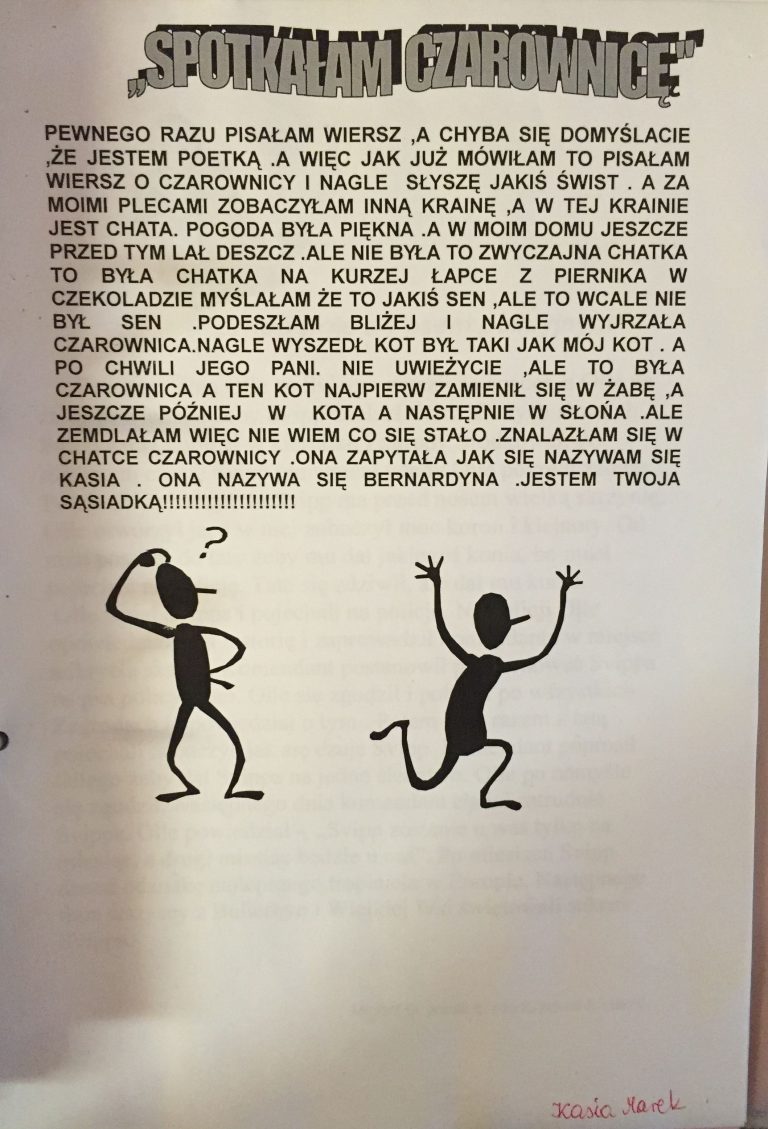 „SPOTKAŁAM CZAROWNICĘ”
PEWNEGO RAZU PISAŁAM WIERSZ ,A CHYBA SIĘ DOMYŚLACIE
,ŻE JESTEM POETKĄ .A WIĘC JAK JUŻ MÓWIŁAM TO PISAŁAM
WIERSZ O CZAROWNICY I NAGLE SŁYSZĘ JAKIŚ ŚWIST . A ZA
MOIMI PLECAMI ZOBACZYŁAM INNĄ KRAINĘ ,A W TEJ KRAINIE
JEST CHATA. POGODA BYŁA PIĘKNA .A W MOIM DOMU JESZCZE
PRZED TYM LAŁ DESZCZ .ALE NIE BYŁA TO ZWYCZAJNA CHATKA
TO BYŁA CHATKA NA KURZEJ ŁAPCE Z PIERNIKA W
CZEKOLADZIE MYŚLAŁAM ŻE TO JAKIŚ SEN ,ALE TO WCALE NIE
BYŁ SEN .PODESZŁAM BLIŻEJ I NAGLE WYJRZAŁA
CZAROWNICA.NAGLE WYSZEDŁ KOT BYŁ TAKI JAK MÓJ KOT . A
PO CHWILI JEGO PANI. NIE UWIEŻYCIE ,ALE TO BYŁA
CZAROWNICA A TEN KOT NAJPIERW ZAMIENIŁ SIĘ W ŻABĘ ,A
JESZCZE PÓŹNIEJ W KOTA A NASTĘPNIE W SŁOŃA .ALE
ZEMDLAŁAM WIĘC NIE WIEM CO SIĘ STAŁO .ZNALAZŁAM SIĘ W
CHATCE CZAROWNICY .ONA ZAPYTAŁA JAK SIĘ NAZYWAM SIĘ
KASIA . ONA NAZYWA SIĘ BERNARDYNA .JESTEM TWOJA
SĄSIADKĄ!!!!!!!!!!!!!!!!!!!!!
?
Kasia Marek